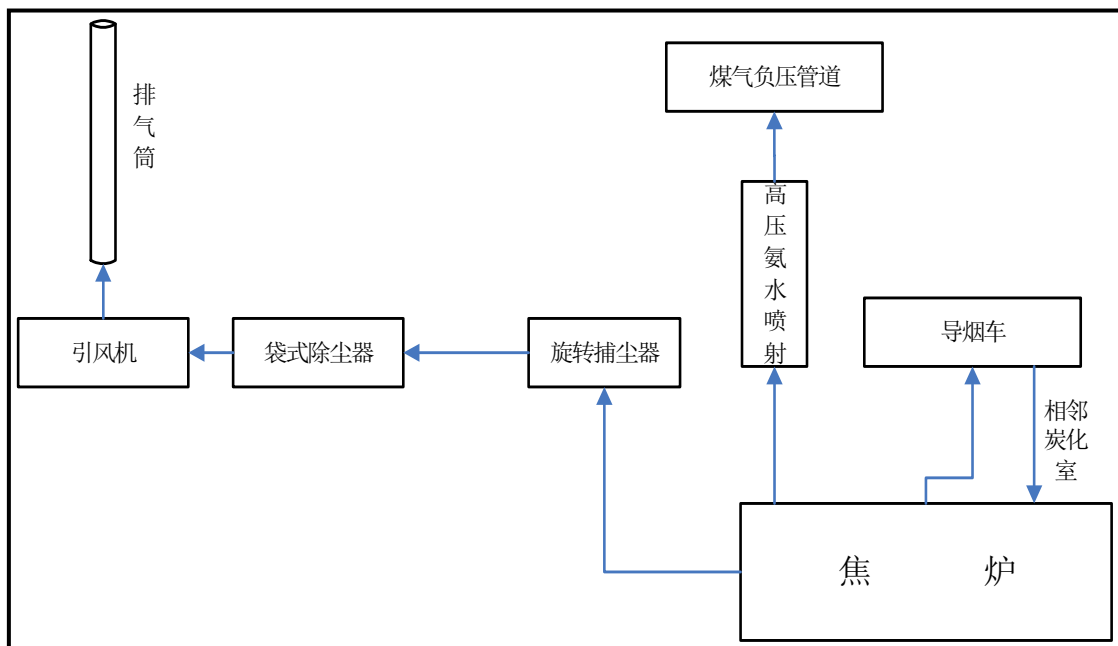 排气筒
煤气负压管道
高压氨水喷射
引风机
袋式除尘器
旋转捕尘器
导烟车
相邻
炭化
室
焦 炉